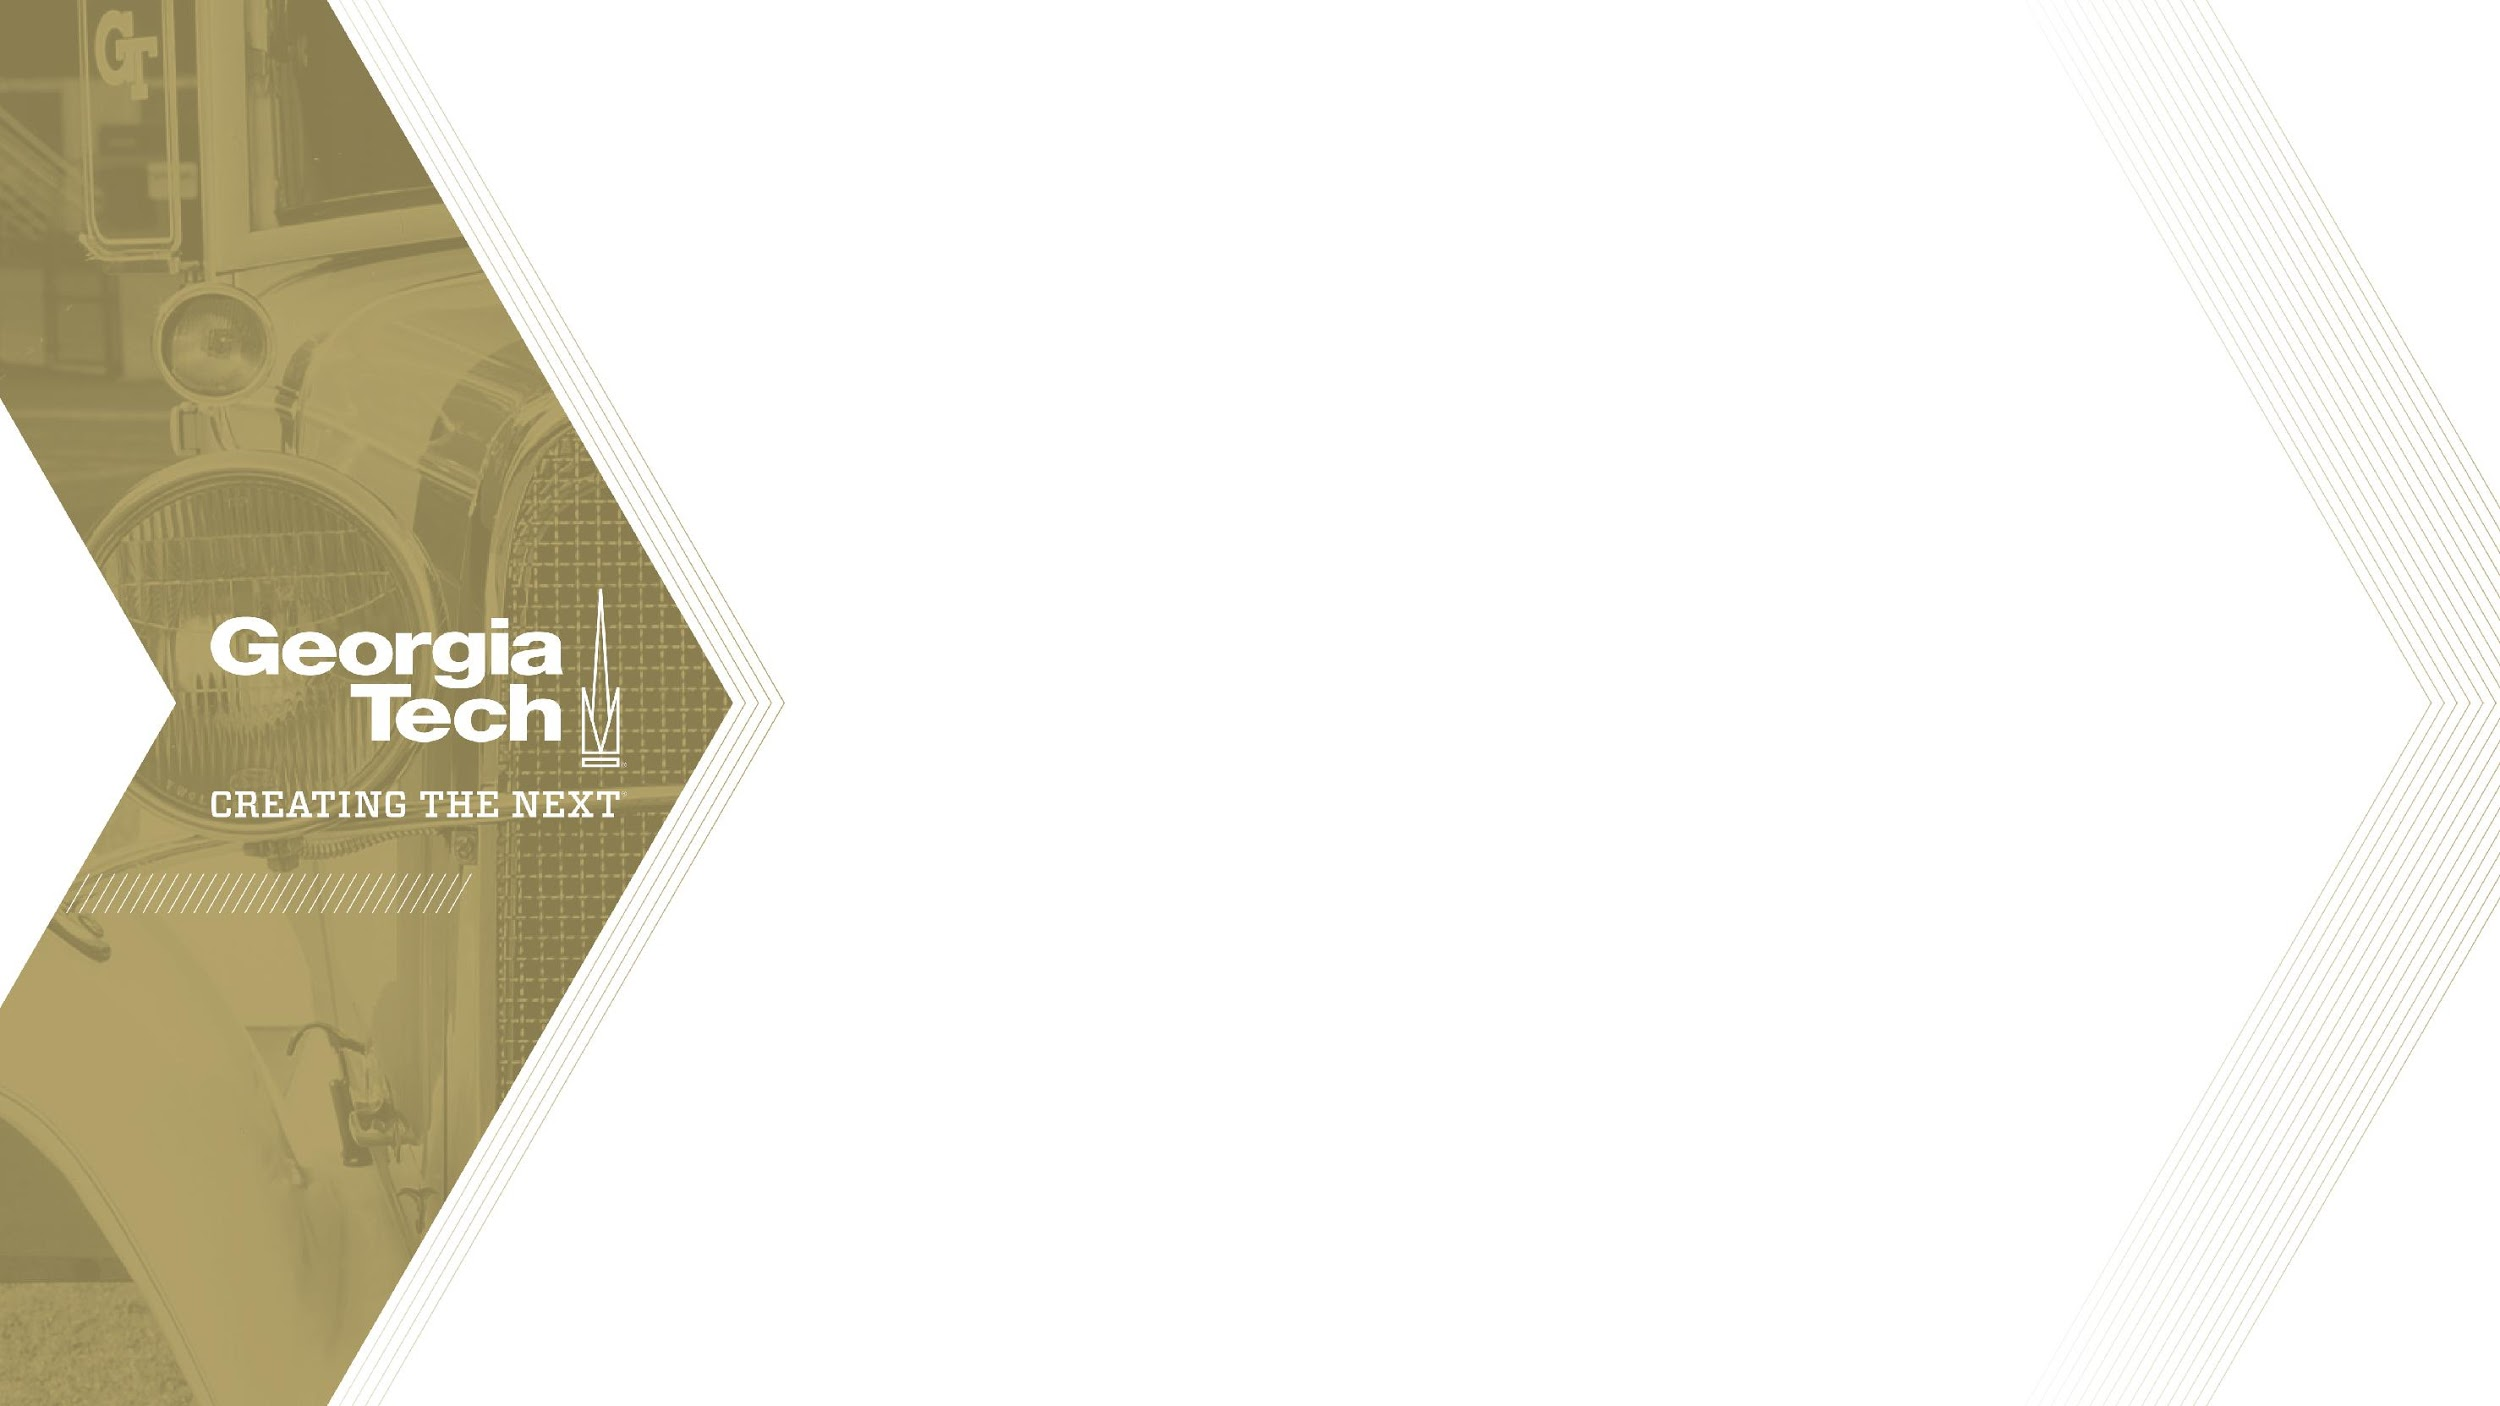 GT
Georgia
Tech
CREATING THE NEXT